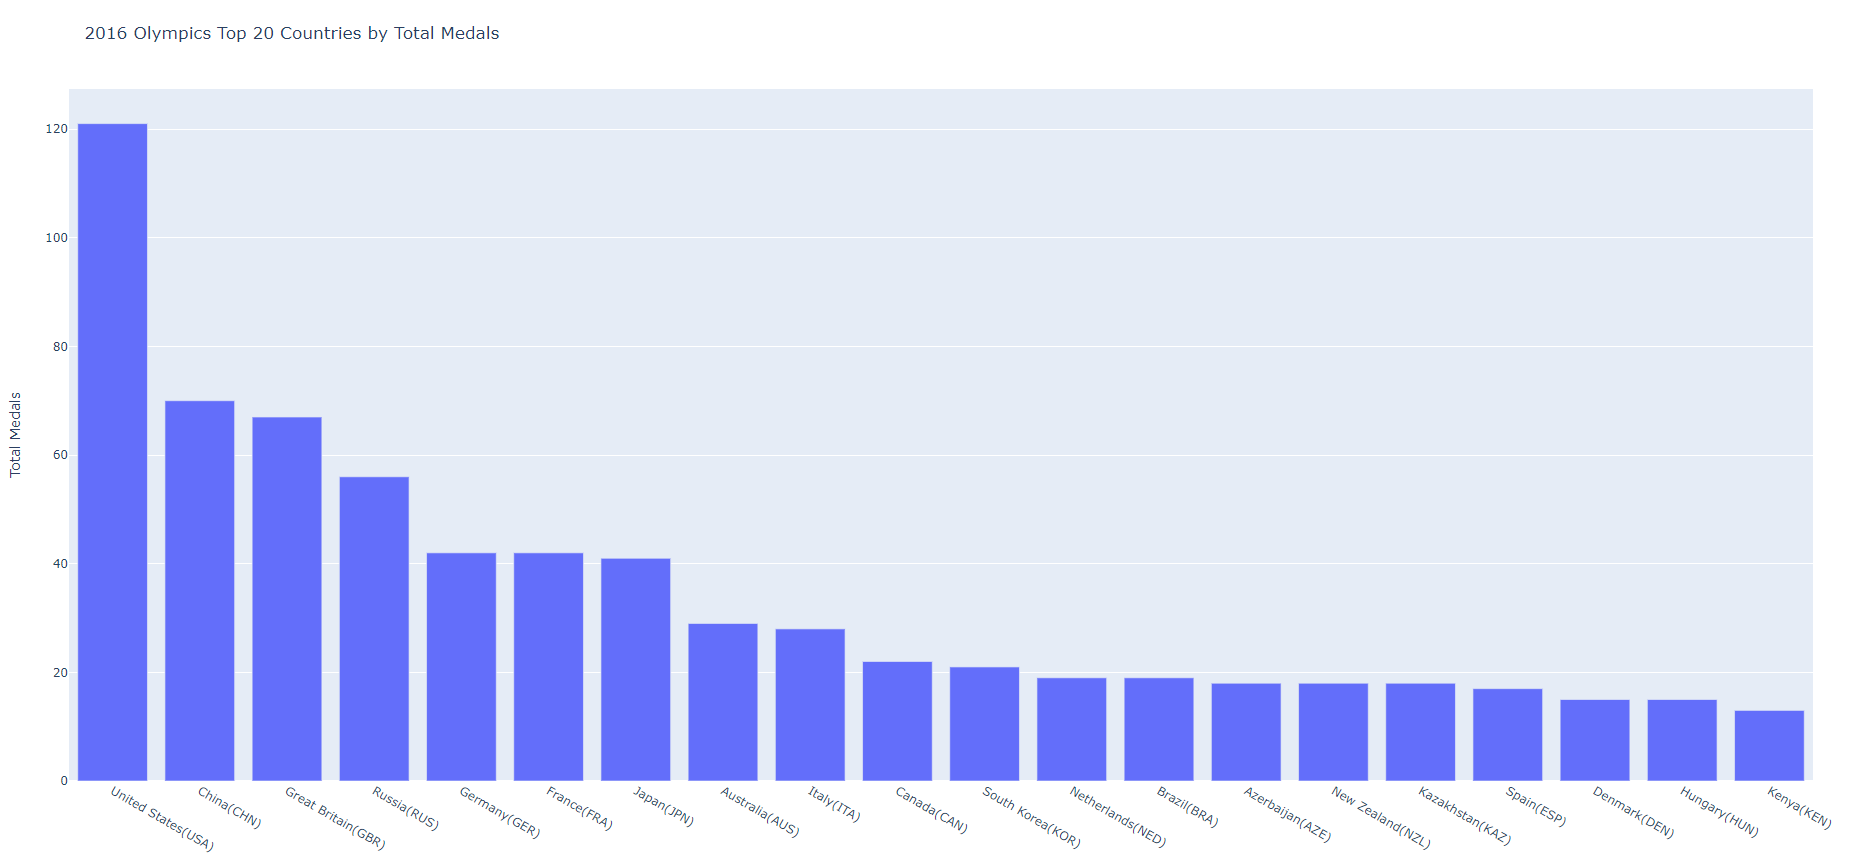 2016 Olympics Top 20 Countries by Total Medals
Total Medals
120
100
80
60
40
20
0
United States(USA)
China(CHN)
Great Britain(GBR)
Russia(RUS)
Germany(GER)
France(FRA)
Japan(JPN)
Australia(AUS)
Italy(ITA)
Canada(CAN)
South Korea(KOR)
Netherlands(NED)
Brazil(BRA)
Azerbaijan(AZE)
New Zealand(NZL)
Kazakhstan(KAZ)
Spain(ESP)
Denmark(DEN)
Hungary(HUN)
Kenya(KEN)